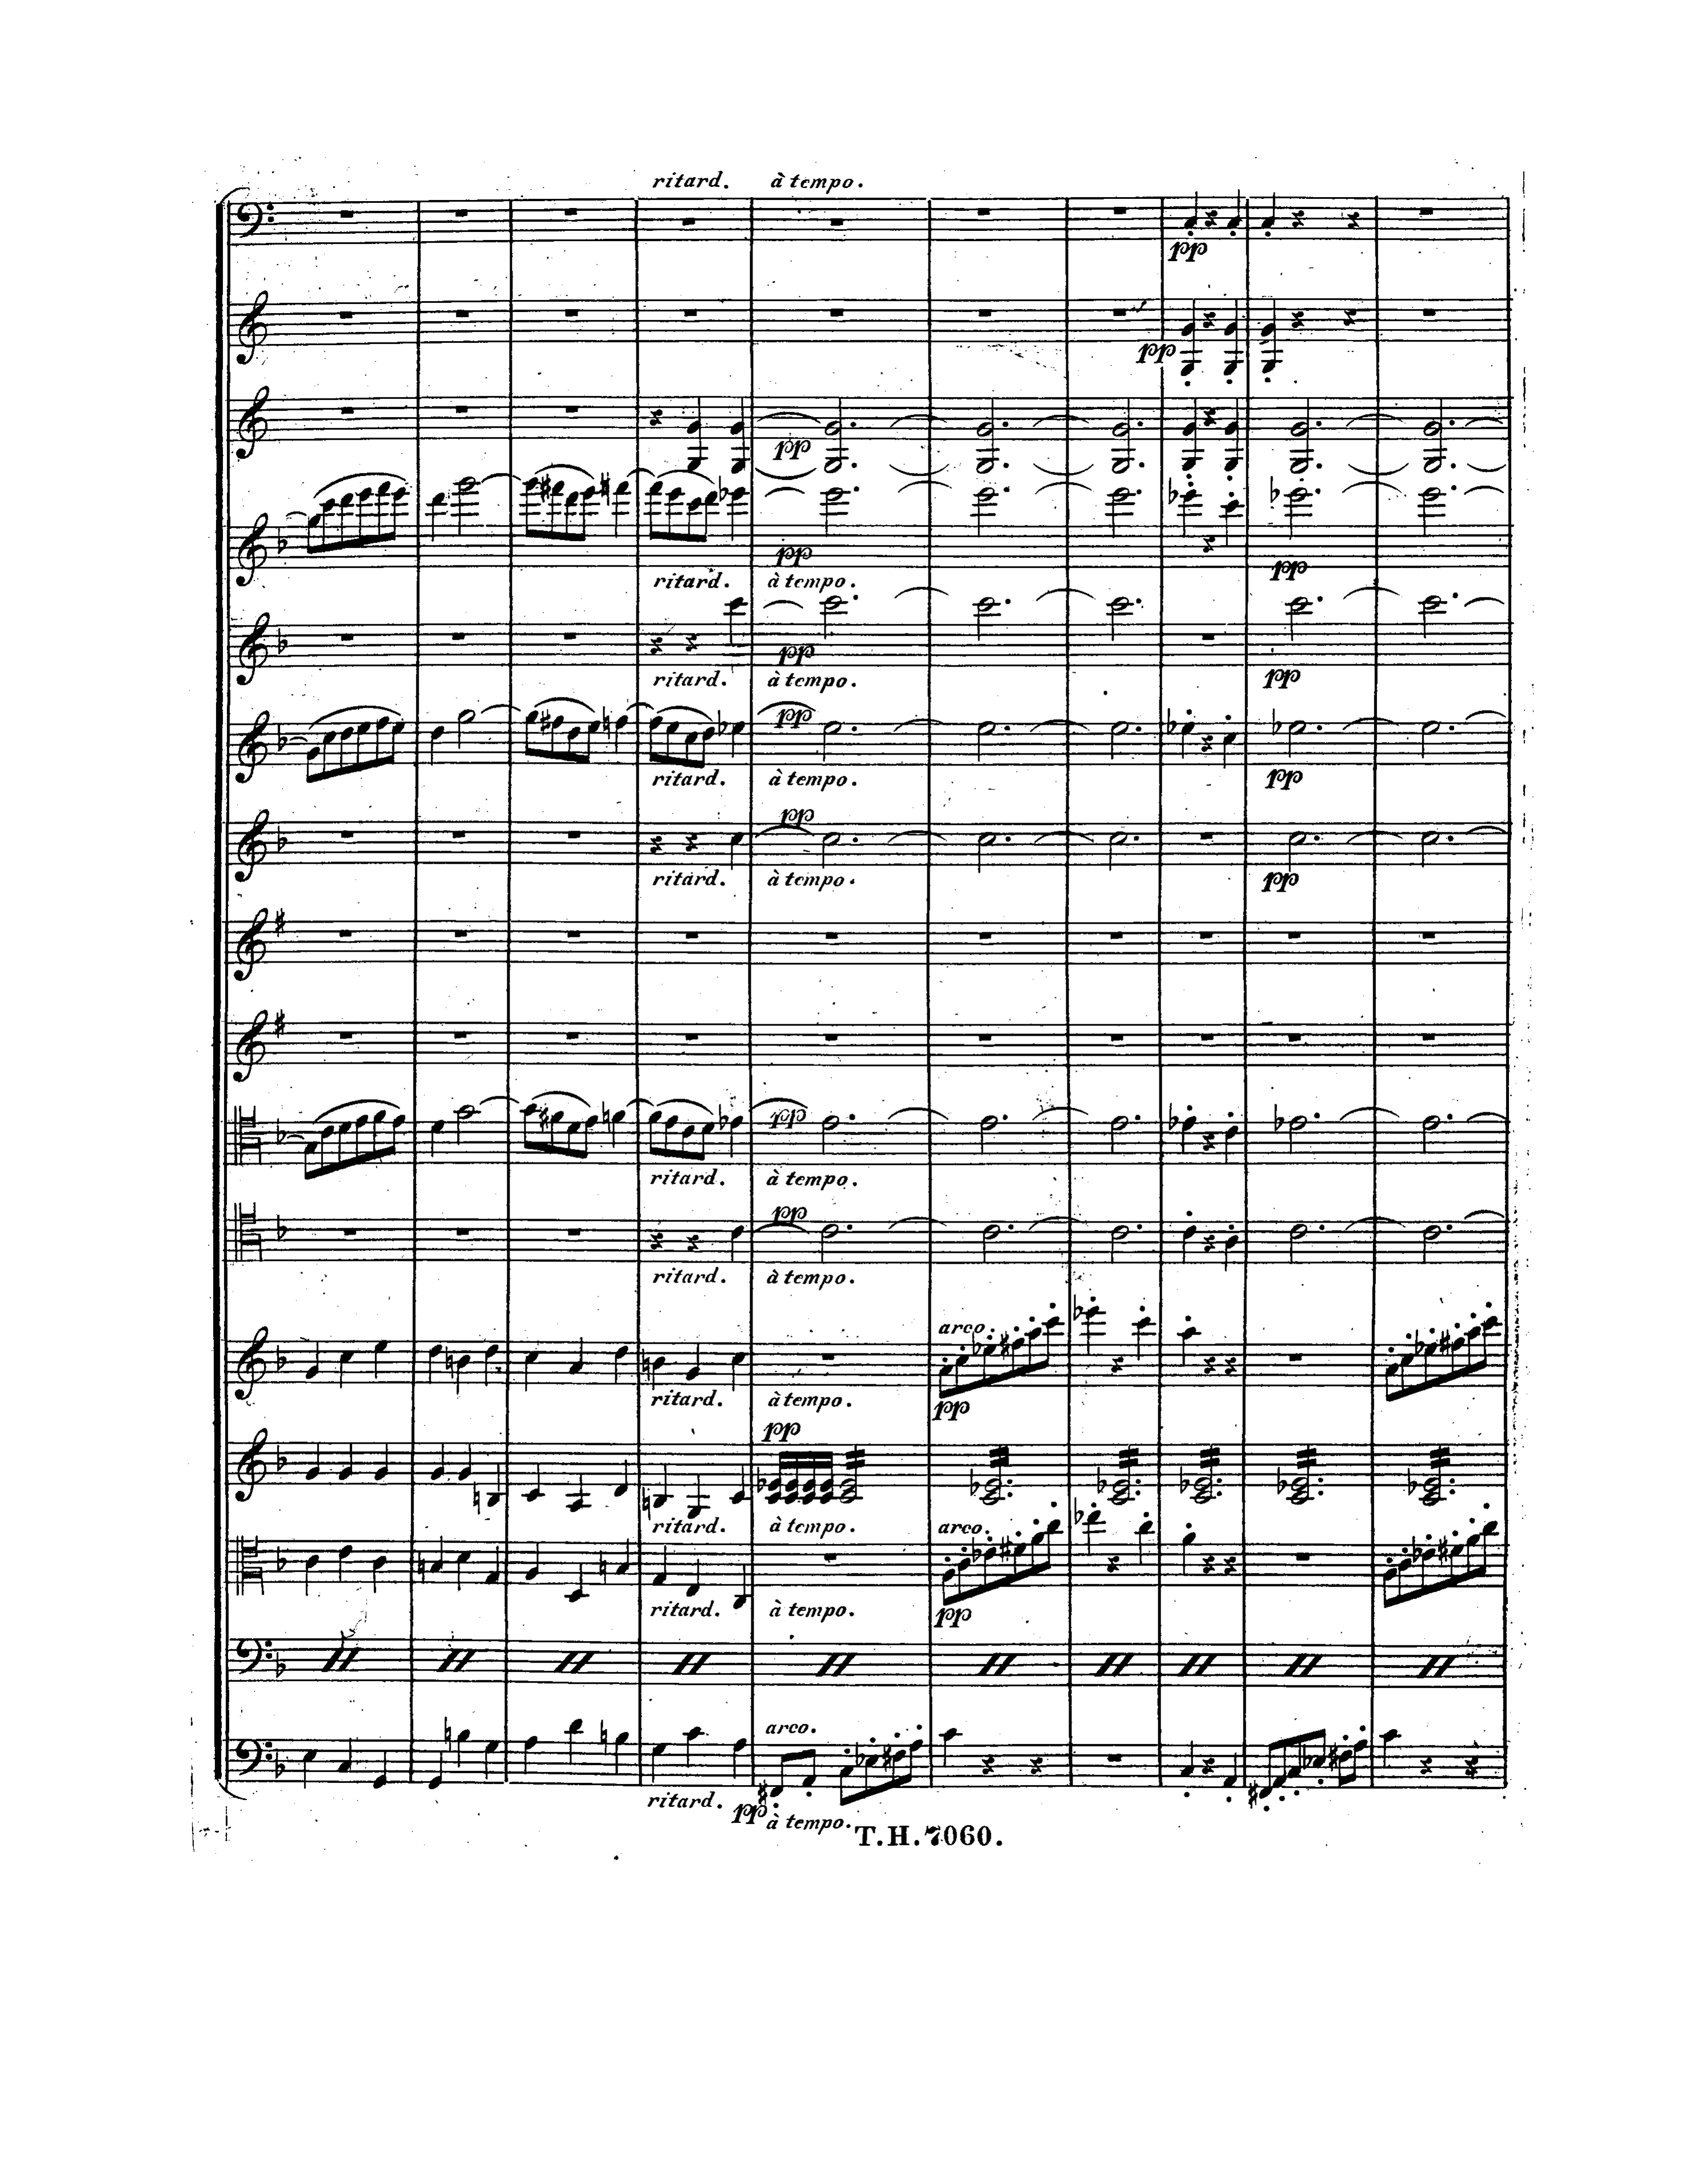 ritard. à tempo.
pp
pp
pp
pp pp
ritard. à tempo.
pp pp
ritard. à tempo.
pp
ritard. à tempo. pp
pp
ritard. à tempo. pp
pp
ritard. à tempo.
pp
ritard. à tempo.
arco.
ritard. à tempo. pp
pp
ritard. à tempo. arco.
ritard. à tempo. pp
arco.
ritard. pp à tempo.
T.H.7060.